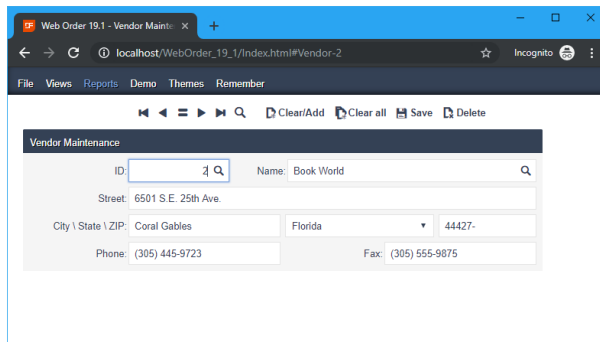 DF Web Order 19.1 - Vendor Mainte
localhost/WebOrder_19_1/Index.html#Vendor-2 Incognito
File Views Reports Demo Themes Remember
Clear/Add Clear all Save Delete
Vendor Maintenance
ID: 2 Name: Book World
Street: 6501 S.E. 25th Ave.
City \ State \ ZIP: Coral Gables Florida 44427-
Phone: (305) 445-9723 Fax: (305) 555-9875